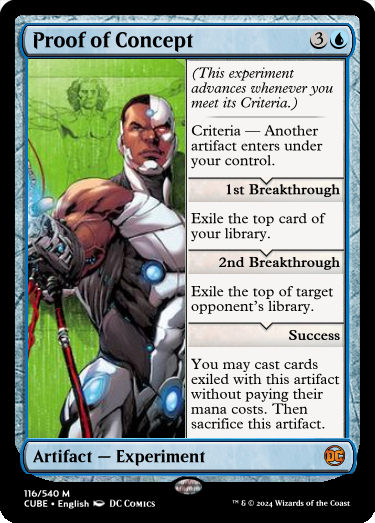 Proof of Concept
3
(This experiment
advances whenever you
meet its Criteria.)
Criteria — Another
artifact enters under
your control.
1st Breakthrough
Exile the top card of
your library.
2nd Breakthrough
Exile the top of target
opponent's library.
Success
You may cast cards
exiled with this artifact
without paying their
mana costs. Then
sacrifice this artifact.
DC
Artifact — Experiment
116/540 M
CUBE • English DC Comics
™ & © 2024 Wizards of the Coast